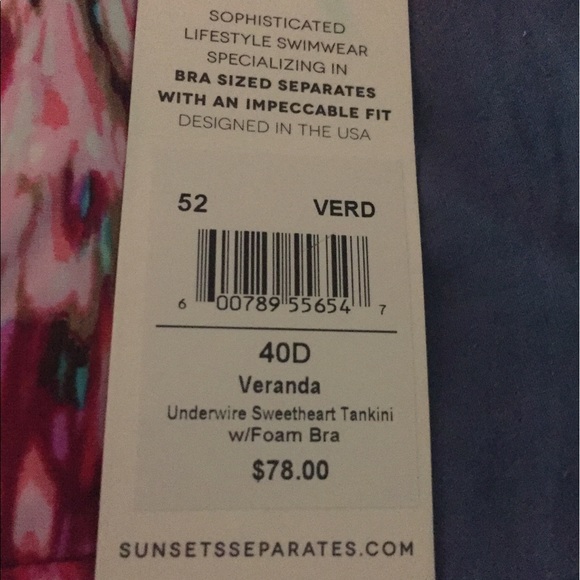 SOPHISTICATED
LIFESTYLE SWIMWEAR
SPECIALIZING IN
BRA SIZED SEPARATES
WITH AN IMPECCABLE FIT
DESIGNED IN THE USA
52 VERD
6 00789 55654 7
40D
Veranda
Underwire Sweetheart Tankini
w/Foam Bra
$78.00
SUNSETSSEPARATES.COM